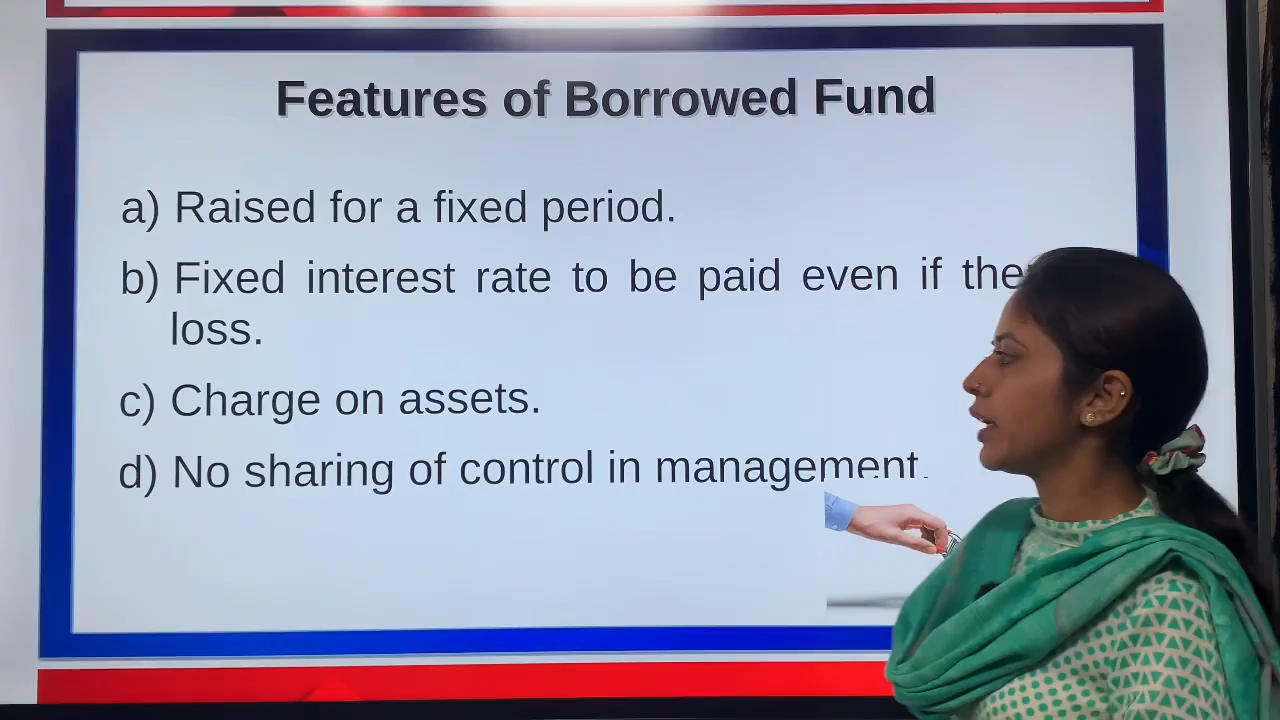 Features of Borrowed Fund
a) Raised for a fixed period.
b) Fixed interest rate to be paid even if
loss.
c) Charge on assets.
d) No sharing of control in management.